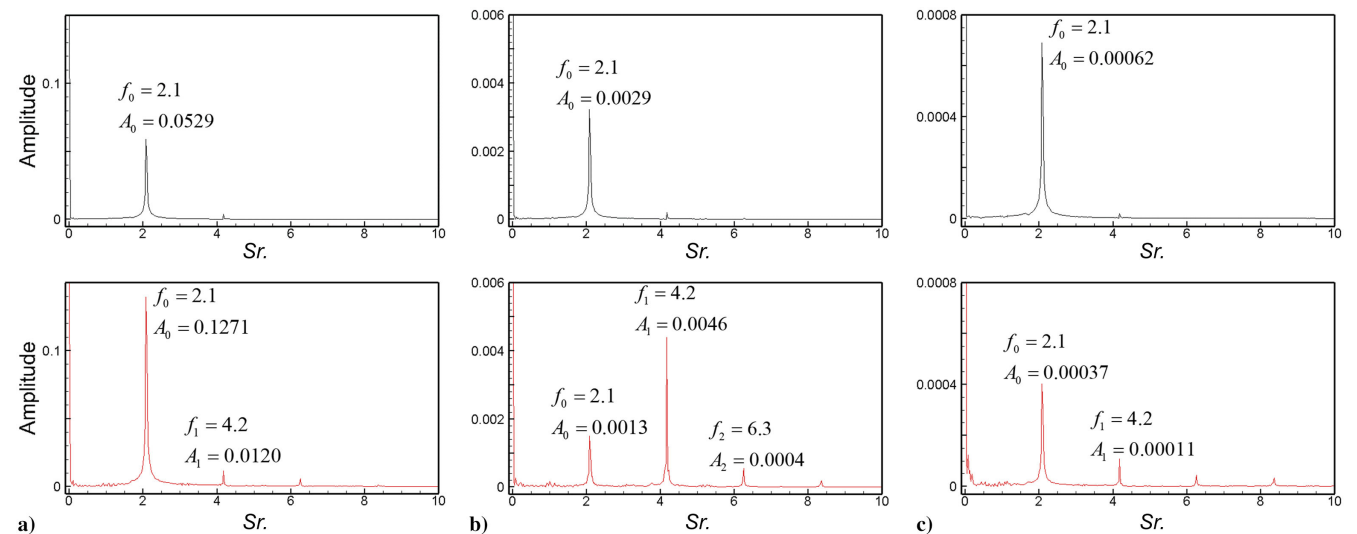 Amplitude
0.1
0
f₀ = 2.1
A₀ = 0.0529
0 2 4 6 8 10
Sr.
0.006
0.004
0.002
0
f₀ = 2.1
A₀ = 0.0029
0 2 4 6 8 10
Sr.
0.0008
0.0004
0
f₀ = 2.1
A₀ = 0.00062
0 2 4 6 8 10
Sr.
Amplitude
0.1
0
f₀ = 2.1
A₀ = 0.1271
f₁ = 4.2
A₁ = 0.0120
0 2 4 6 8 10
Sr.
a)
0.006
0.004
0.002
0
f₁ = 4.2
A₁ = 0.0046
f₀ = 2.1
A₀ = 0.0013
f₂ = 6.3
A₂ = 0.0004
0 2 4 6 8 10
Sr.
b)
0.0008
0.0004
0
f₀ = 2.1
A₀ = 0.00037
f₁ = 4.2
A₁ = 0.00011
0 2 4 6 8 10
Sr.
c)